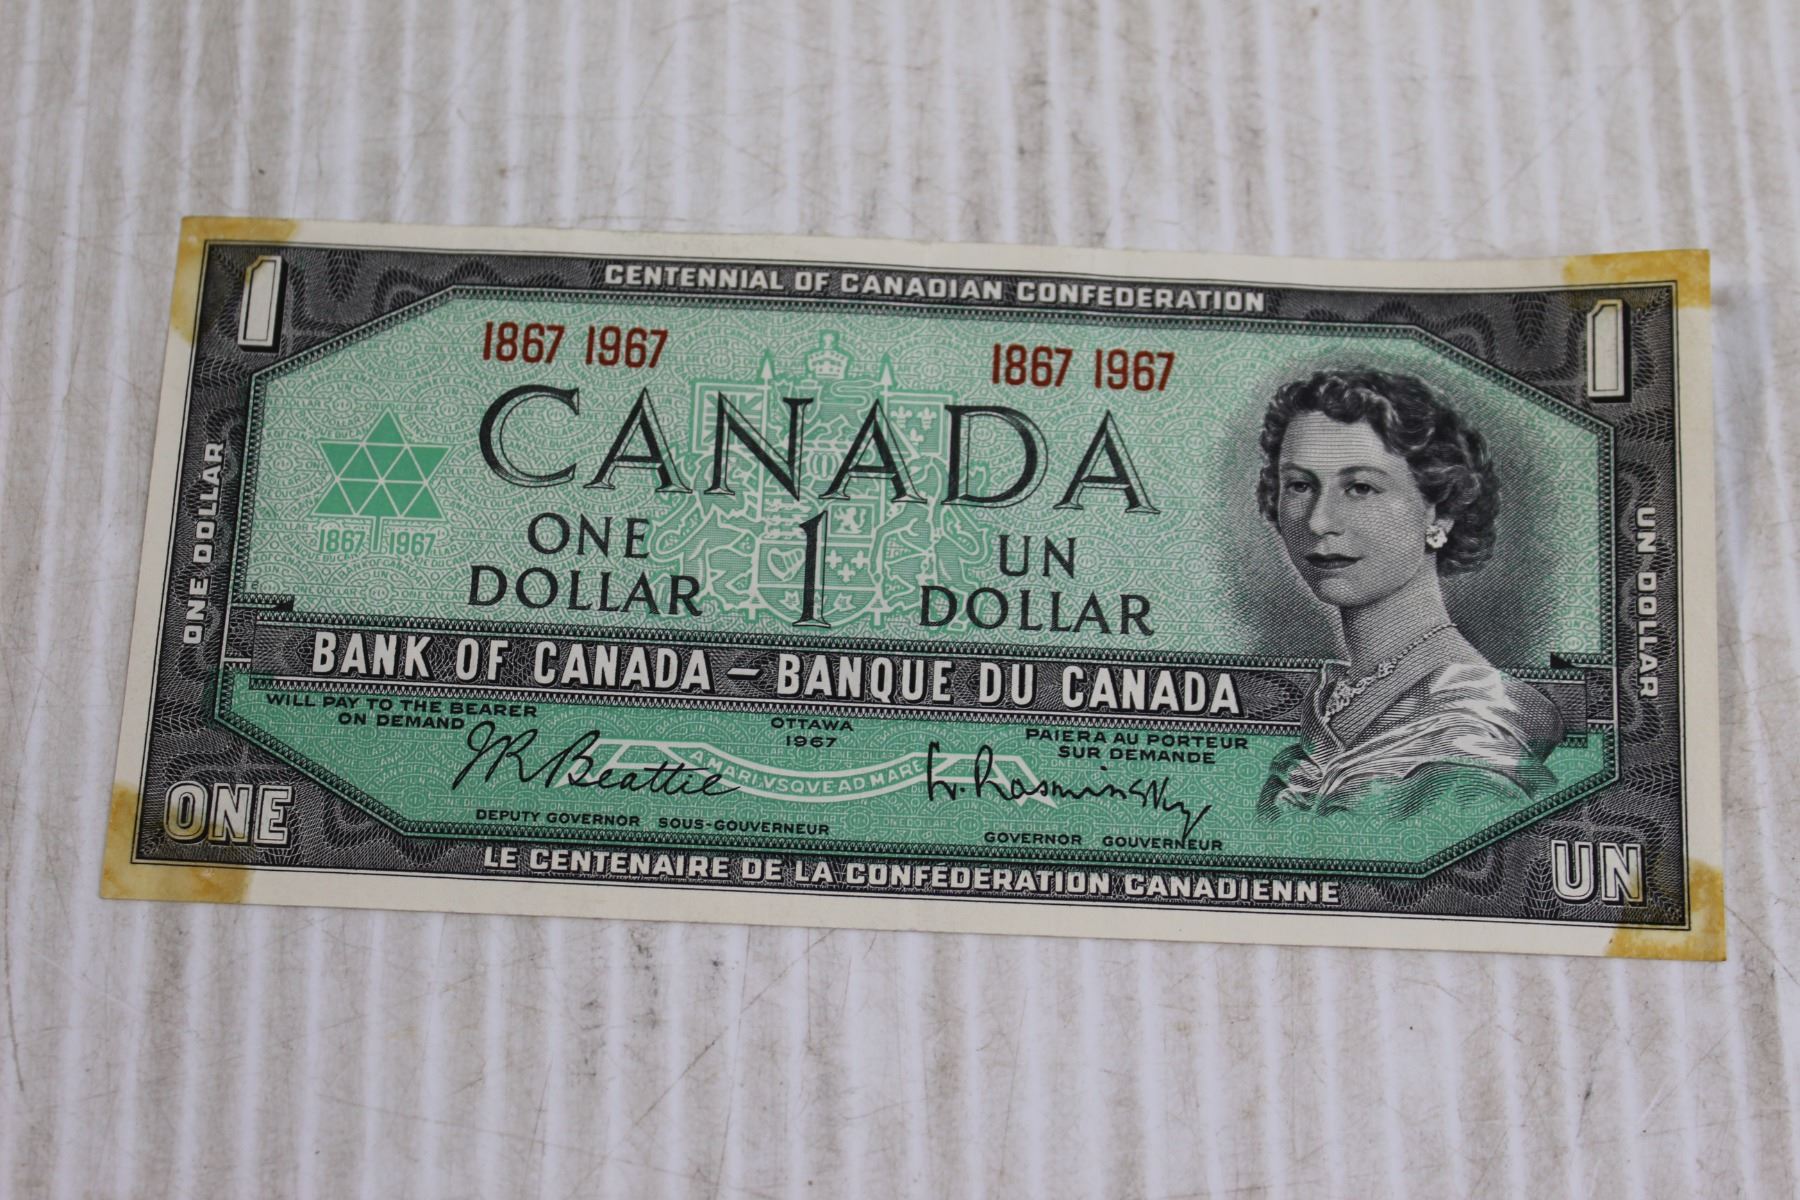 CENTENNIAL OF CANADIAN CONFEDERATION
1 1
1867 1967 1867 1967
CANADA
1867 1967
ONE DOLLAR
1
UN DOLLAR
ONE DOLLAR
UN DOLLAR
BANK OF CANADA – BANQUE DU CANADA
WILL PAY TO THE BEARER
ON DEMAND
OTTAWA
1967
PAIERA AU PORTEUR
SUR DEMANDE
J R Beattie
A MARI VSQVE AD MARE
L. Rasminsky
DEPUTY GOVERNOR SOUS-GOUVERNEUR
GOVERNOR GOUVERNEUR
ONE
UN
LE CENTENAIRE DE LA CONFÉDÉRATION CANADIENNE